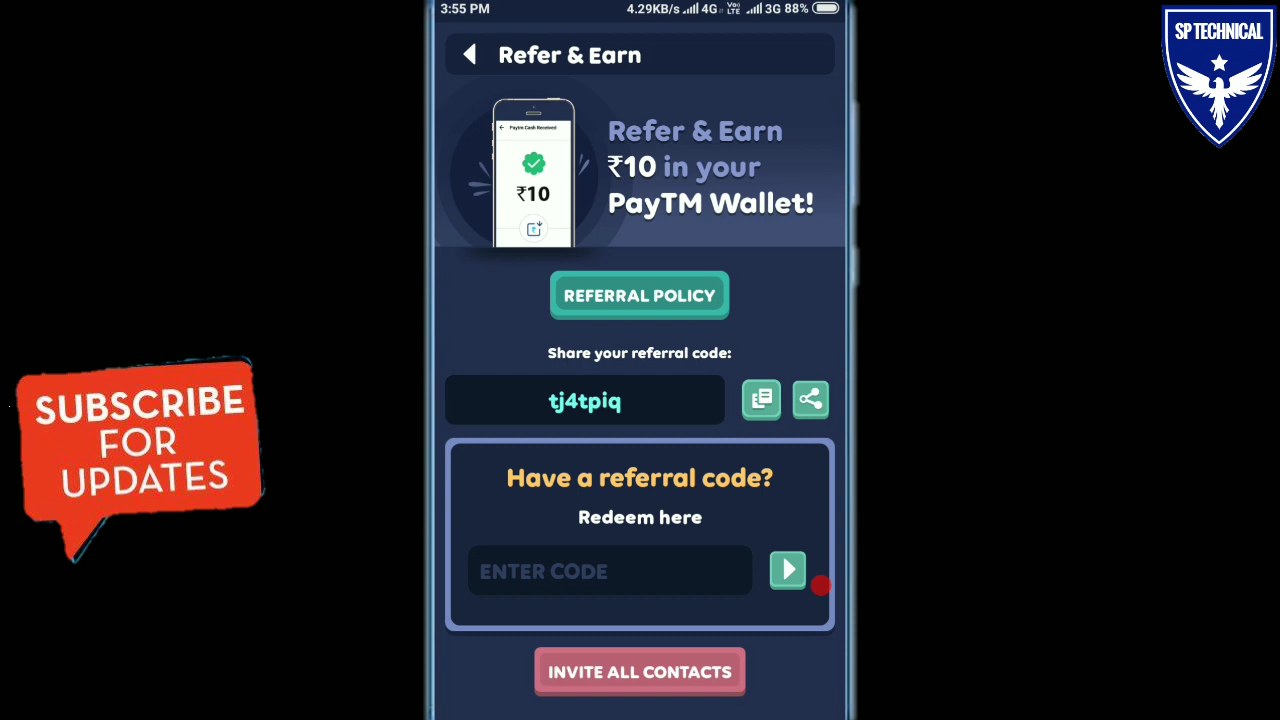 3:55 PM
4.29KB/s 4G VoLTE 3G 88%
SP TECHNICAL
Refer & Earn
Paytm Cash Received
₹10
Refer & Earn
₹10 in your
PayTM Wallet!
REFERRAL POLICY
Share your referral code:
tj4tpiq
SUBSCRIBE
FOR
UPDATES
Have a referral code?
Redeem here
ENTER CODE
INVITE ALL CONTACTS